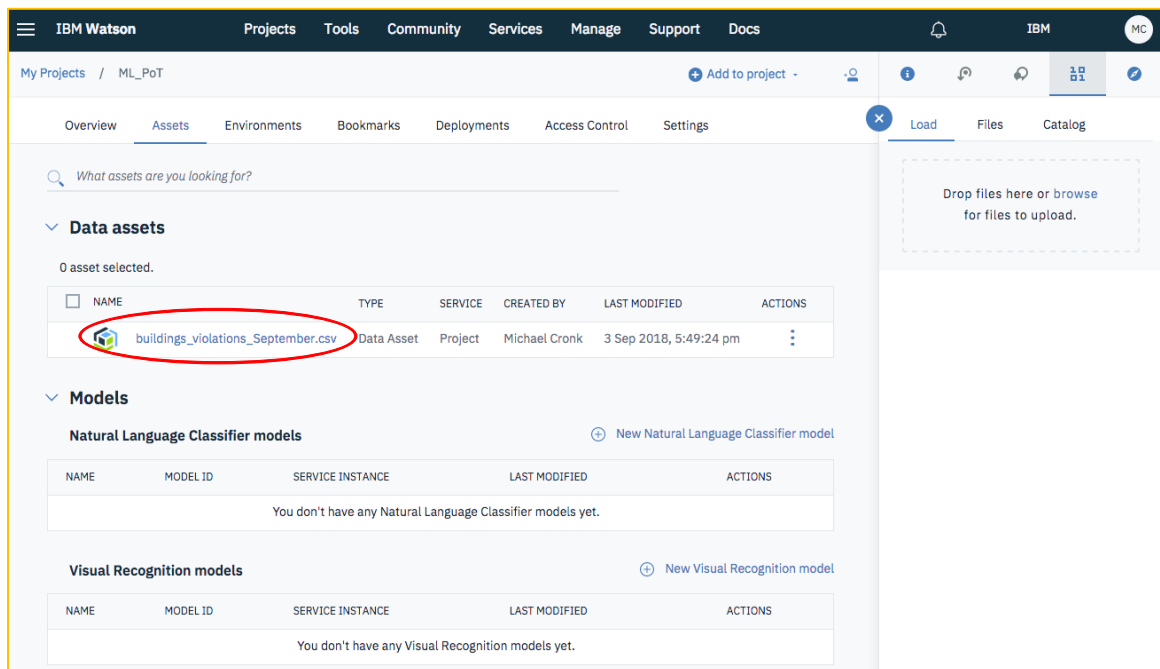 IBM Watson Projects Tools Community Services Manage Support Docs IBM MC
My Projects / ML_PoT Add to project
Overview Assets Environments Bookmarks Deployments Access Control Settings
Load Files Catalog
What assets are you looking for?
Drop files here or browse
for files to upload.
Data assets
0 asset selected.
NAME TYPE SERVICE CREATED BY LAST MODIFIED ACTIONS
buildings_violations_September.csv Data Asset Project Michael Cronk 3 Sep 2018, 5:49:24 pm
Models
Natural Language Classifier models New Natural Language Classifier model
NAME MODEL ID SERVICE INSTANCE LAST MODIFIED ACTIONS
You don't have any Natural Language Classifier models yet.
Visual Recognition models New Visual Recognition model
NAME MODEL ID SERVICE INSTANCE LAST MODIFIED ACTIONS
You don't have any Visual Recognition models yet.